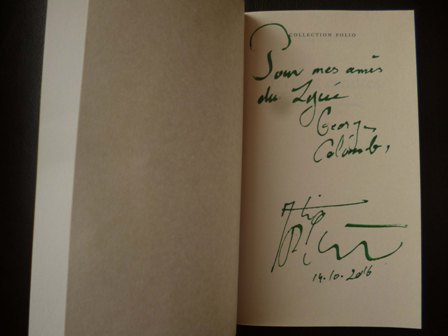 COLLECTION FOLIO
Pour mes amis
du Lycée
Georges
Colomb,
14.10.2016